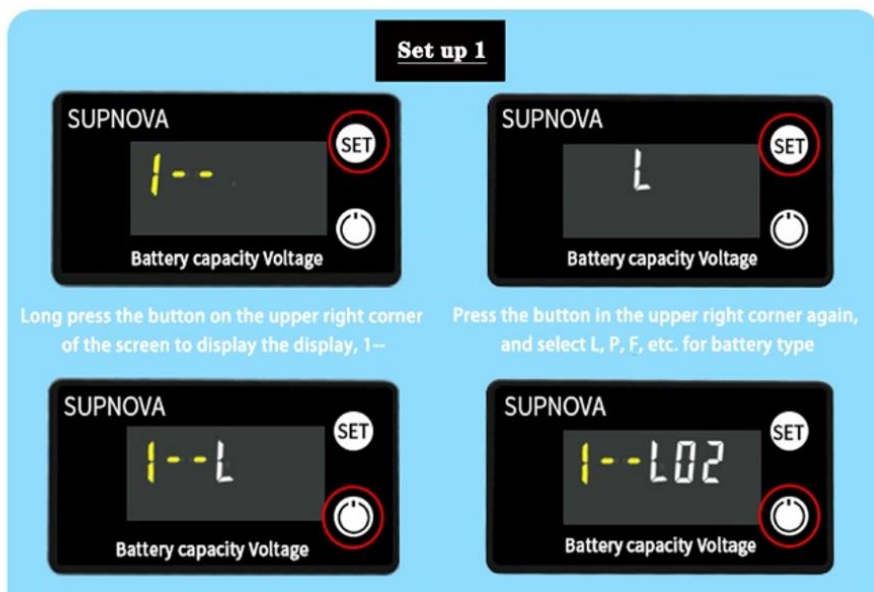 Set up 1
SUPNOVA
SET
1--
Battery capacity Voltage
SUPNOVA
SET
L
Battery capacity Voltage
Long press the button on the upper right corner
of the screen to display the display, 1--
Press the button in the upper right corner again,
and select L, P, F, etc. for battery type
SUPNOVA
SET
1--L
Battery capacity Voltage
SUPNOVA
SET
1--L02
Battery capacity Voltage